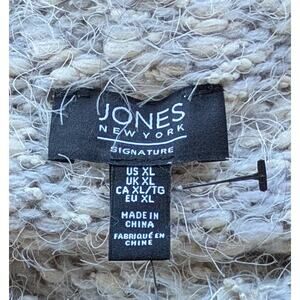 JONES
NEW YORK
SIGNATURE
US XL
UK XL
CA XL/TG
EU XL
MADE IN
CHINA
FABRIQUÉ EN
CHINE